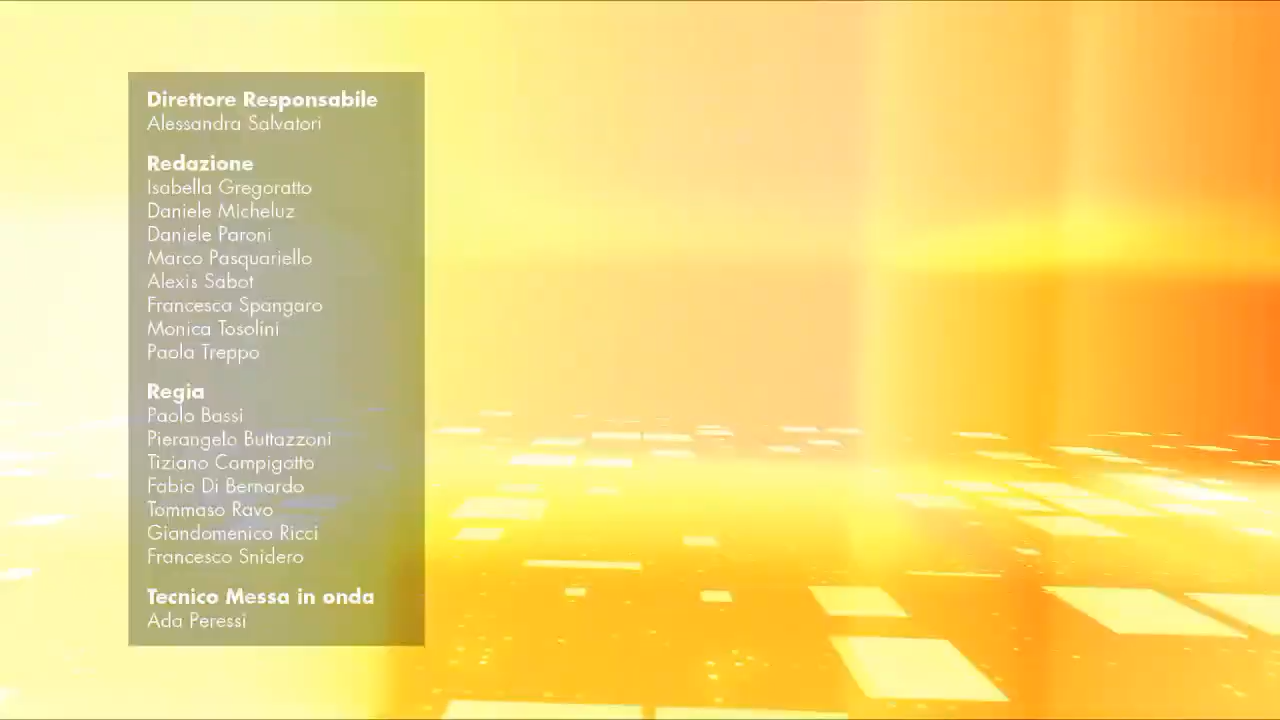 Direttore Responsabile
Alessandra Salvatori
Redazione
Isabella Gregoratto
Daniele Micheluz
Daniele Paroni
Marco Pasquariello
Alexis Sabot
Francesca Spangaro
Monica Tosolini
Paola Treppo
Regia
Paolo Bassi
Pierangelo Buttazzoni
Tiziano Campigotto
Fabio Di Bernardo
Tommaso Ravo
Giandomenico Ricci
Francesco Snidero
Tecnico Messa in onda
Ada Peressi